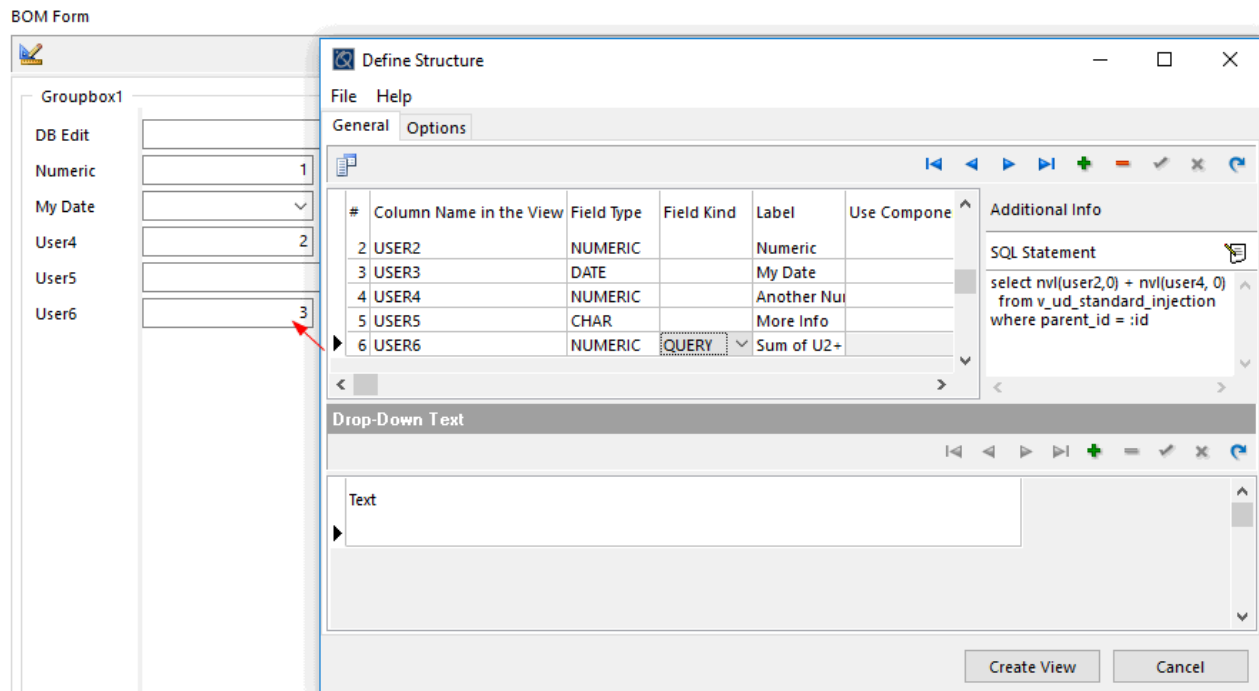 BOM Form
Define Structure
File Help
General Options
Groupbox1
DB Edit
Numeric 1
My Date
User4 2
User5
User6 3
# Column Name in the View Field Type Field Kind Label Use Compone
2 USER2 NUMERIC Numeric
3 USER3 DATE My Date
4 USER4 NUMERIC Another Nu
5 USER5 CHAR More Info
6 USER6 NUMERIC QUERY Sum of U2+
Additional Info
SQL Statement
select nvl(user2,0) + nvl(user4, 0)
from v_ud_standard_injection
where parent_id = :id
Drop-Down Text
Text
Create View Cancel